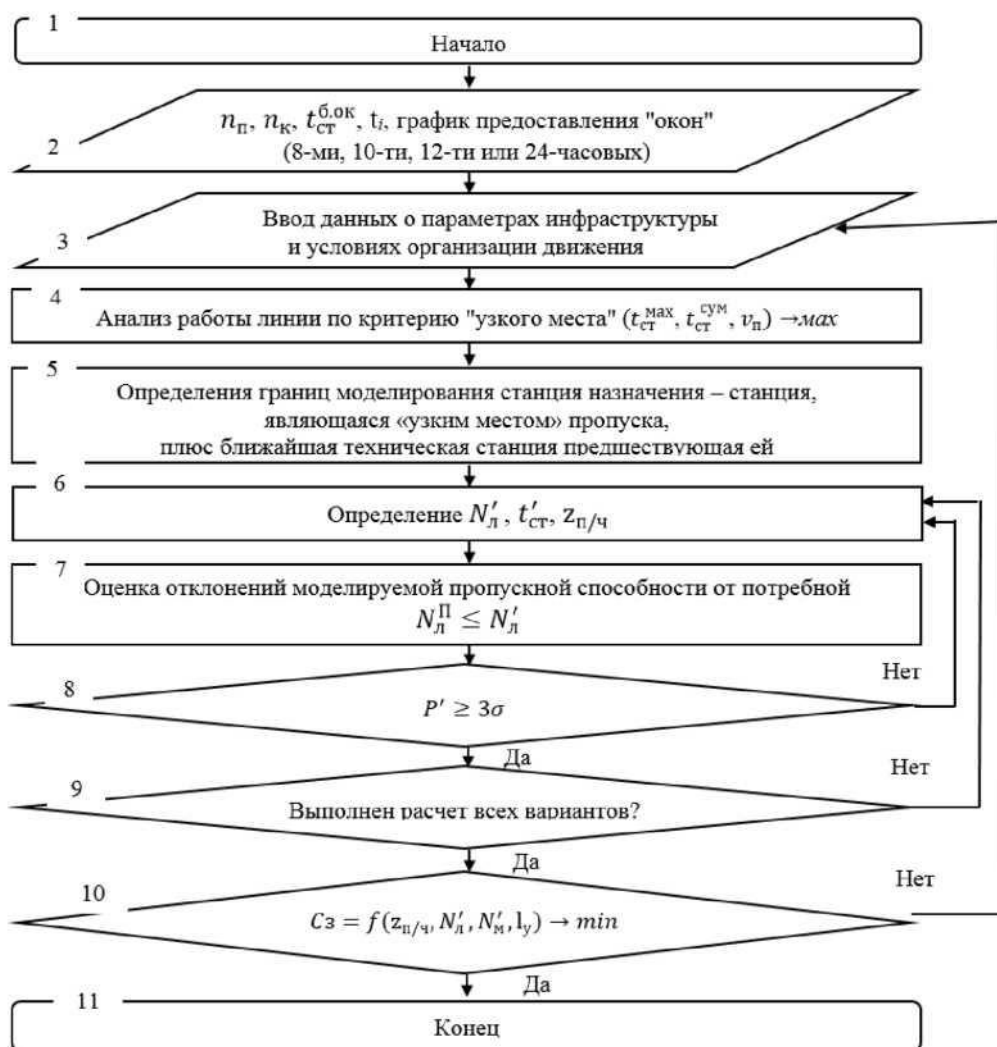 1
Начало
2
n_п, n_к, t_ст^б.ок, t_i, график предоставления "окон"
(8-ми, 10-ти, 12-ти или 24-часовых)
3
Ввод данных о параметрах инфраструктуры
и условиях организации движения
4
Анализ работы линии по критерию "узкого места" (t_ст^мах, t_ст^сум, v_п) →мах
5
Определения границ моделирования станция назначения – станция,
являющаяся «узким местом» пропуска,
плюс ближайшая техническая станция предшествующая ей
6
Определение N'_л, t'_ст, z_п/ч
7
Оценка отклонений моделируемой пропускной способности от потребной
N_л^П ≤ N'_л
Нет
8
P' ≥ 3σ
Да
Нет
9
Выполнен расчет всех вариантов?
Да
Нет
10
Сз = f(z_п/ч, N'_л, N'_м, l_у) → min
Да
11
Конец